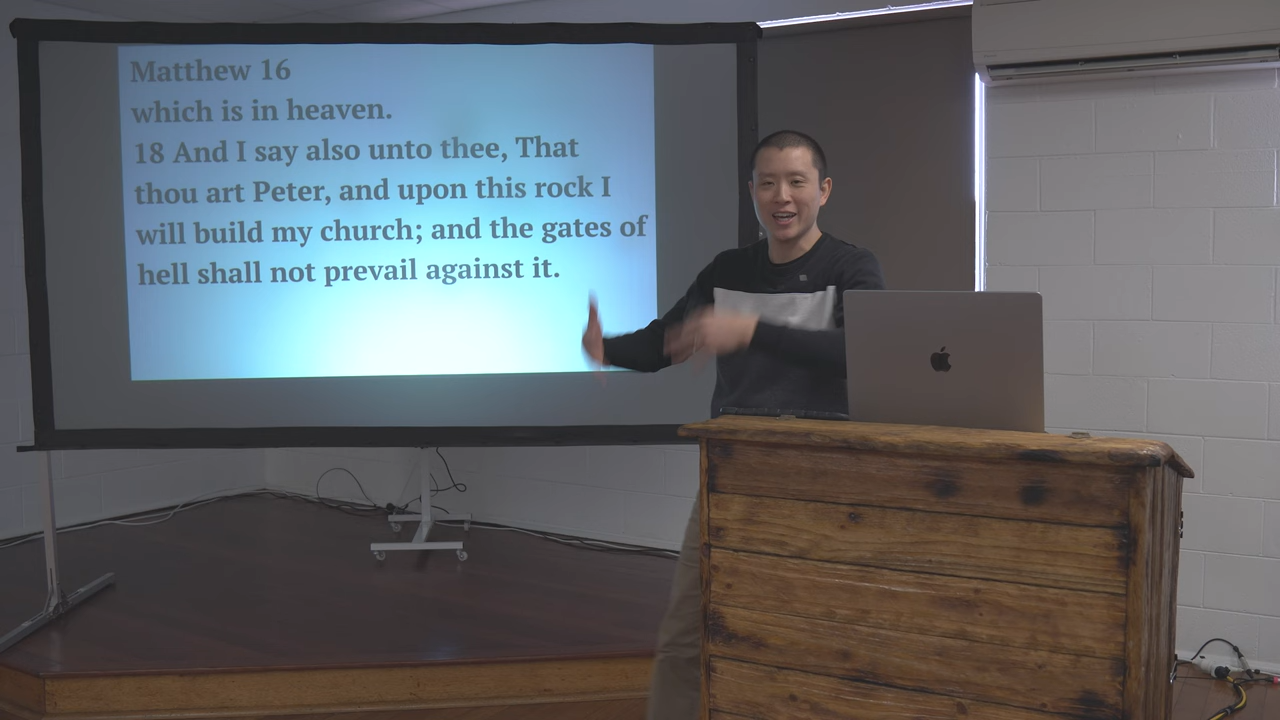 Matthew 16
which is in heaven.
18 And I say also unto thee, That
thou art Peter, and upon this rock I
will build my church; and the gates of
hell shall not prevail against it.